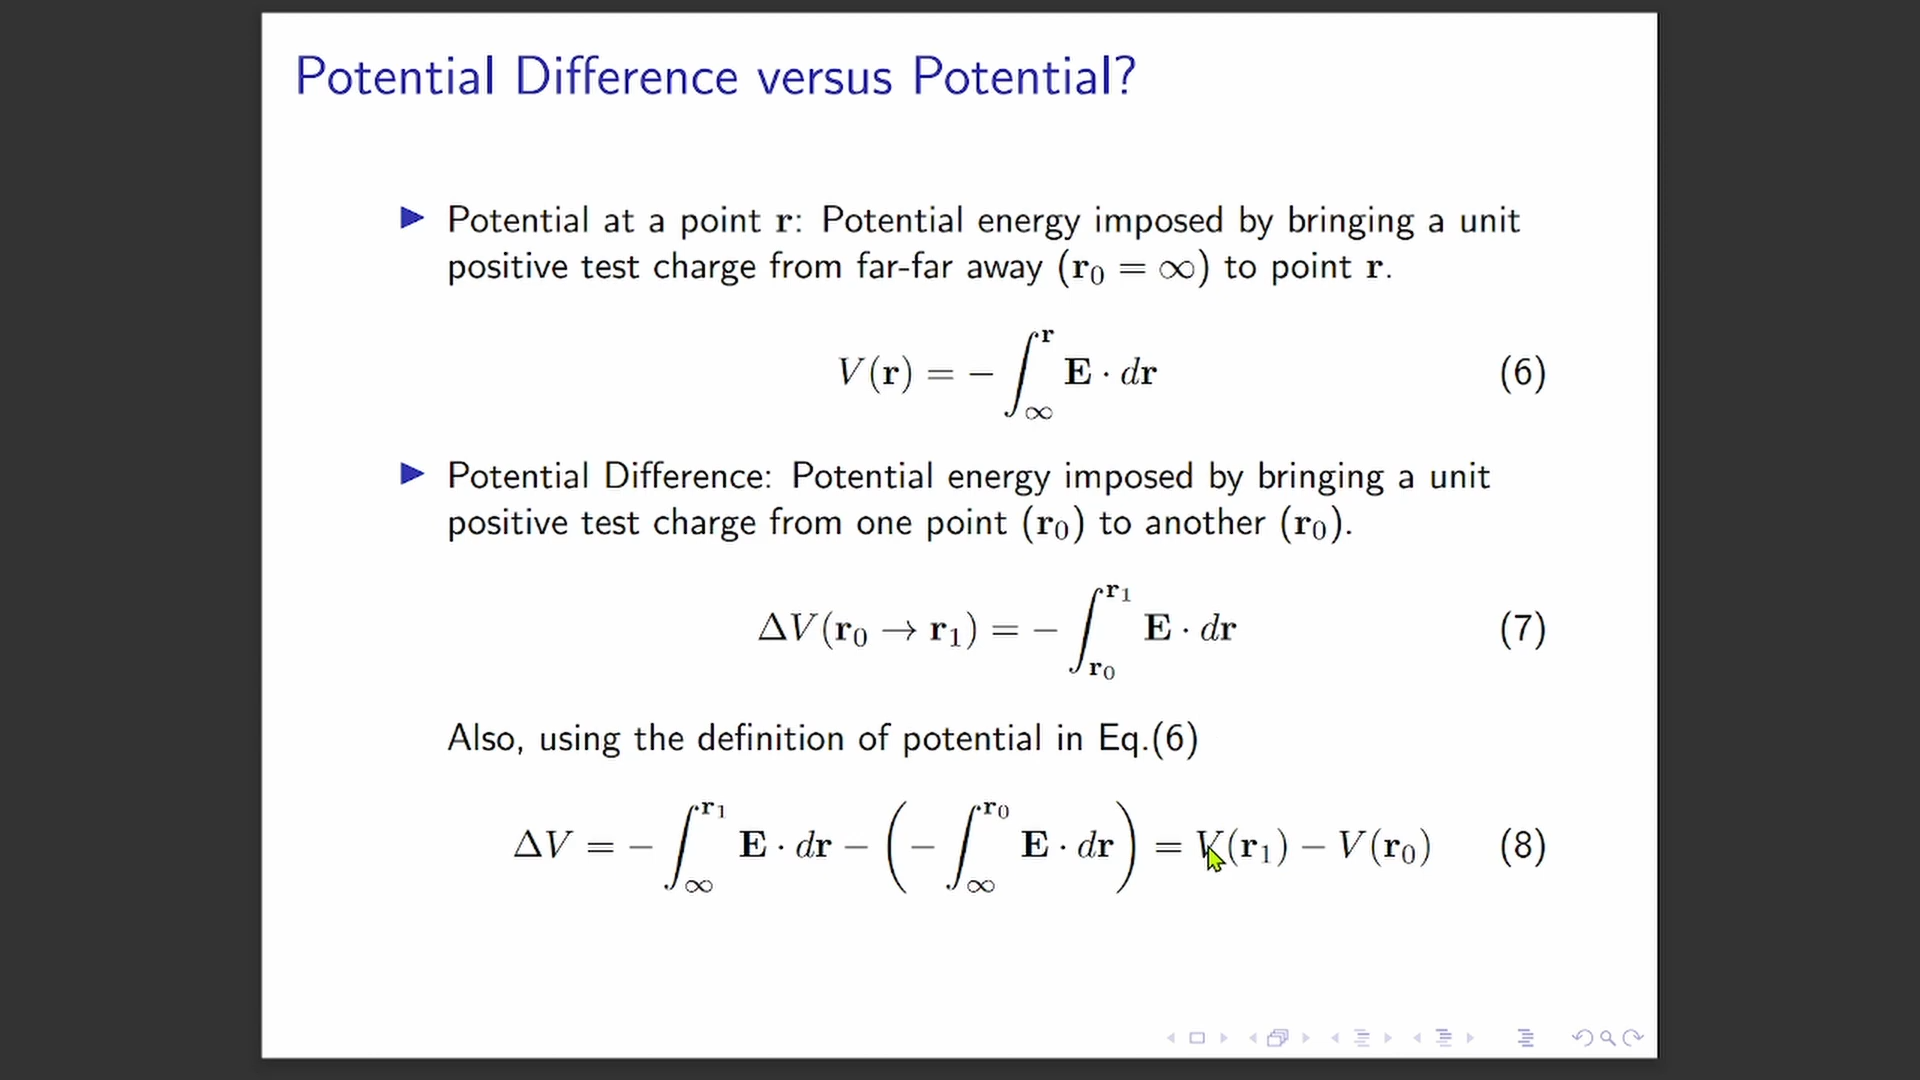 Potential Difference versus Potential?
▶ Potential at a point r: Potential energy imposed by bringing a unit
positive test charge from far-far away (r₀ = ∞) to point r.
V(r) = − ∫_∞^r E · dr (6)
▶ Potential Difference: Potential energy imposed by bringing a unit
positive test charge from one point (r₀) to another (r₀).
ΔV(r₀ → r₁) = − ∫_{r₀}^{r₁} E · dr (7)
Also, using the definition of potential in Eq.(6)
ΔV = − ∫_∞^{r₁} E · dr − (− ∫_∞^{r₀} E · dr) = V(r₁) − V(r₀) (8)